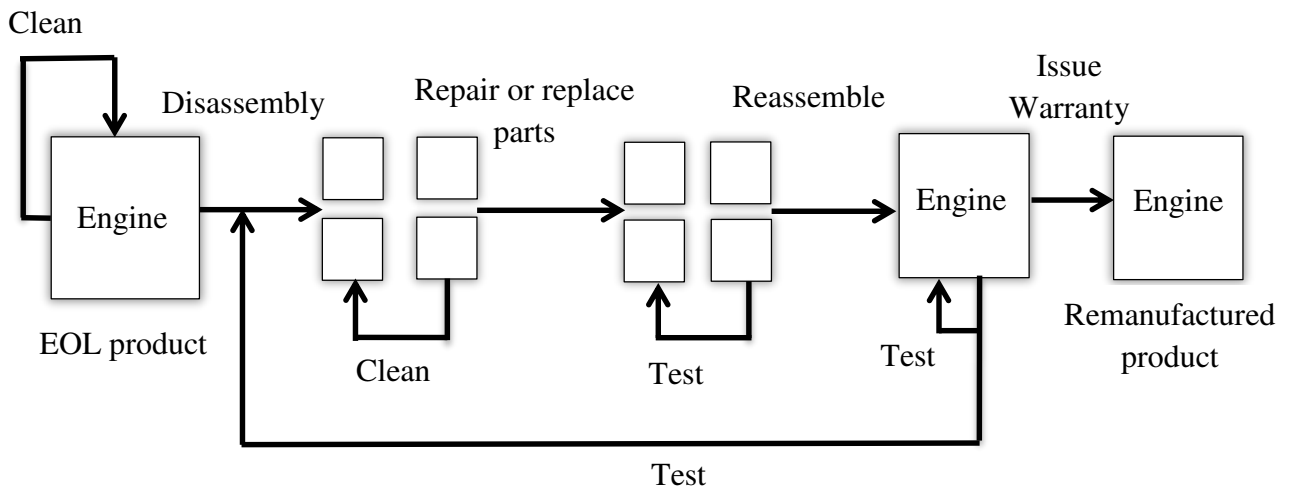 Clean
Disassembly
Repair or replace
parts
Reassemble
Issue
Warranty
Engine
Engine
Engine
EOL product
Clean
Test
Test
Remanufactured
product
Test